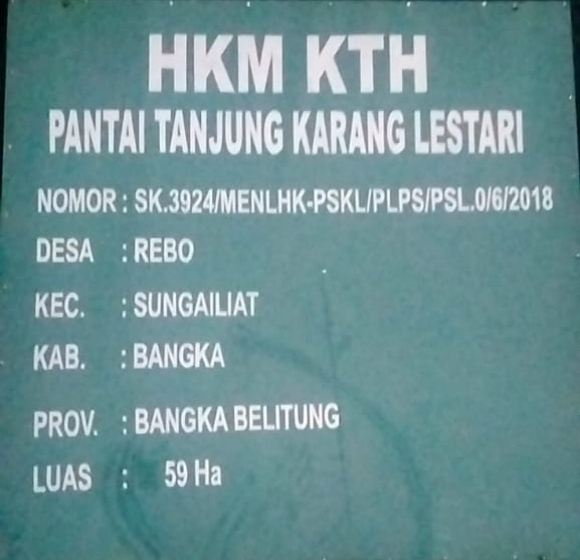 HKM KTH
PANTAI TANJUNG KARANG LESTARI
NOMOR : SK.3924/MENLHK-PSKL/PLPS/PSL.0/6/2018
DESA : REBO
KEC. : SUNGAILIAT
KAB. : BANGKA
PROV. : BANGKA BELITUNG
LUAS : 59 Ha